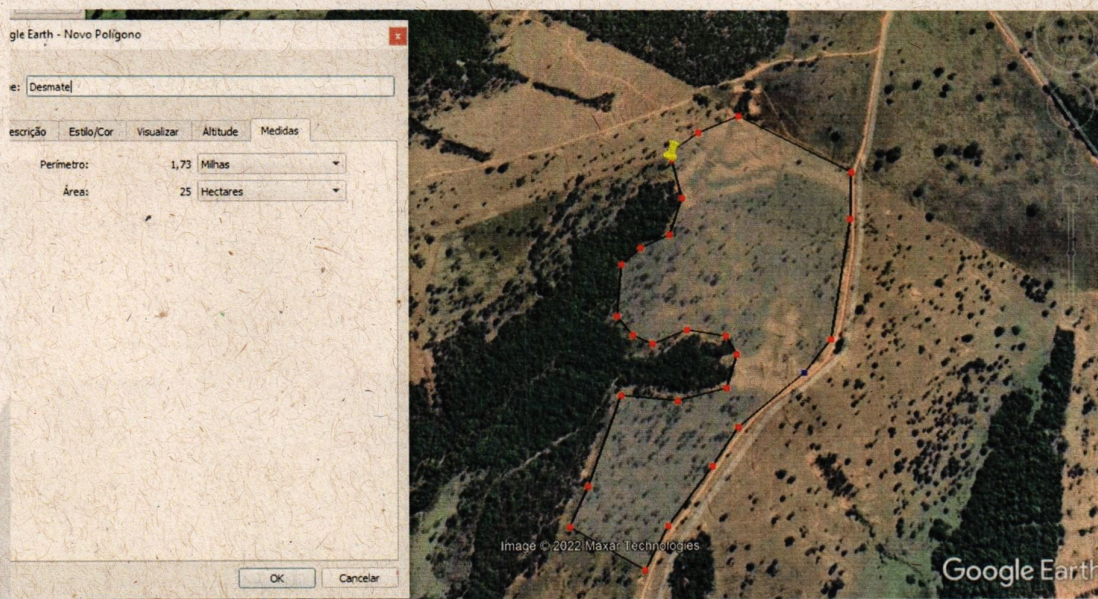 gle Earth - Novo Polígono
x
e: Desmate
escrição Estilo/Cor Visualizar Altitude Medidas
Perímetro: 1,73 Milhas
Área: 25 Hectares
OK Cancelar
Image © 2022 Maxar Technologies
Google Earth